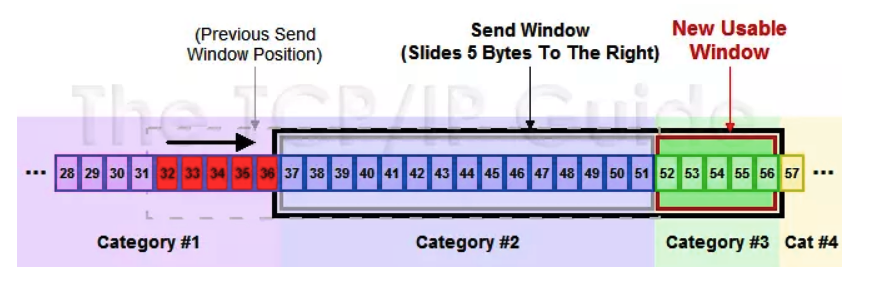 (Previous Send
Window Position)
Send Window
(Slides 5 Bytes To The Right)
New Usable
Window
The TCP/IP Guide
... 28 29 30 31 32 33 34 35 36 37 38 39 40 41 42 43 44 45 46 47 48 49 50 51 52 53 54 55 56 57 ...
Category #1
Category #2
Category #3
Cat #4